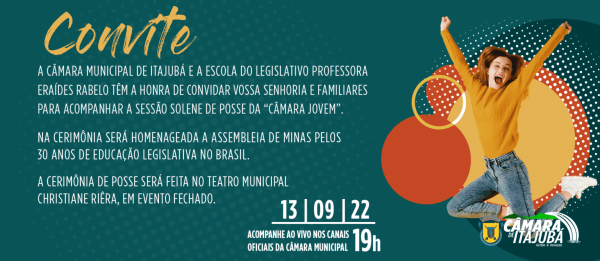 Convite
A CÂMARA MUNICIPAL DE ITAJUBÁ E A ESCOLA DO LEGISLATIVO PROFESSORA
ERAÍDES RABELO TÊM A HONRA DE CONVIDAR VOSSA SENHORIA E FAMILIARES
PARA ACOMPANHAR A SESSÃO SOLENE DE POSSE DA “CÂMARA JOVEM”.
NA CERIMÔNIA SERÁ HOMENAGEADA A ASSEMBLEIA DE MINAS PELOS
30 ANOS DE EDUCAÇÃO LEGISLATIVA NO BRASIL.
A CERIMÔNIA DE POSSE SERÁ FEITA NO TEATRO MUNICIPAL
CHRISTIANE RIÊRA, EM EVENTO FECHADO.
13 | 09 | 22
ACOMPANHE AO VIVO NOS CANAIS
OFICIAIS DA CÂMARA MUNICIPAL 19h
CÂMARA
DE ITAJUBÁ